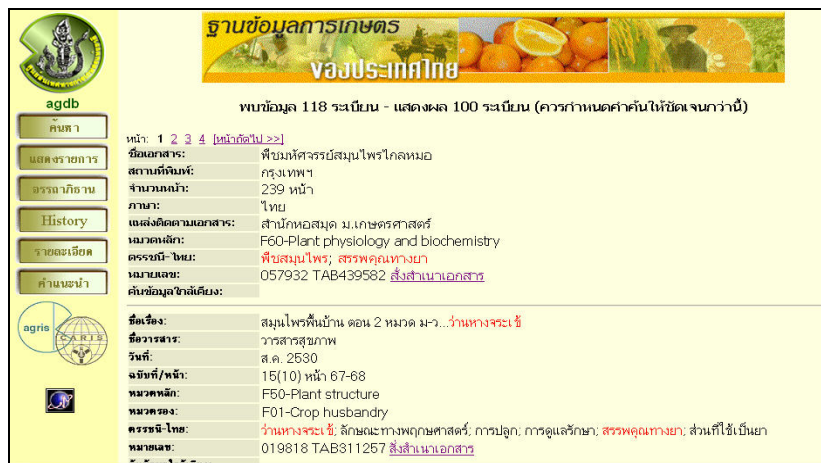 ฐานข้อมูลการเกษตร
ของประเทศไทย
agdb
ค้นหา
แสดงรายการ
อรรถาภิธาน
History
รายละเอียด
คำแนะนำ
agris
CARIS
พบข้อมูล 118 ระเบียน - แสดงผล 100 ระเบียน (ควรกำหนดคำค้นให้ชัดเจนกว่านี้)
หน้า: 1 2 3 4 [หน้าถัดไป >>]
ชื่อเอกสาร: พืชมหัศจรรย์สมุนไพรไกลหมอ
สถานที่พิมพ์: กรุงเทพฯ
จำนวนหน้า: 239 หน้า
ภาษา: ไทย
แหล่งติดตามเอกสาร: สำนักหอสมุด ม.เกษตรศาสตร์
หมวดหลัก: F60-Plant physiology and biochemistry
ดรรชนี-ไทย: พืชสมุนไพร; สรรพคุณทางยา
หมายเลข: 057932 TAB439582 สั่งสำเนาเอกสาร
ค้นข้อมูลใกล้เคียง:
ชื่อเรื่อง: สมุนไพรพื้นบ้าน ตอน 2 หมวด ม-ว...ว่านหางจระเข้
ชื่อวารสาร: วารสารสุขภาพ
วันที่: ส.ค. 2530
ฉบับที่/หน้า: 15(10) หน้า 67-68
หมวดหลัก: F50-Plant structure
หมวดรอง: F01-Crop husbandry
ดรรชนี-ไทย: ว่านหางจระเข้; ลักษณะทางพฤกษศาสตร์; การปลูก; การดูแลรักษา; สรรพคุณทางยา; ส่วนที่ใช้เป็นยา
หมายเลข: 019818 TAB311257 สั่งสำเนาเอกสาร